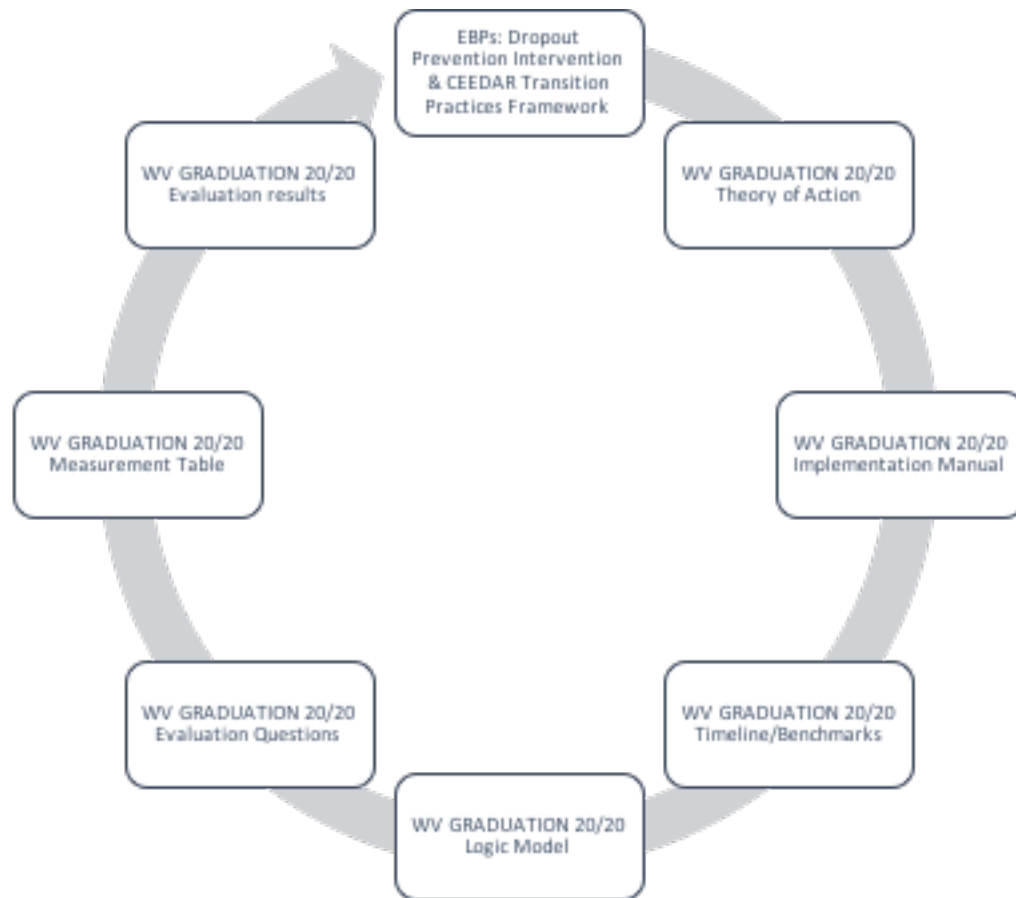 EBPs: Dropout
Prevention Intervention
& CEEDAR Transition
Practices Framework
WV GRADUATION 20/20
Theory of Action
WV GRADUATION 20/20
Implementation Manual
WV GRADUATION 20/20
Timeline/Benchmarks
WV GRADUATION 20/20
Logic Model
WV GRADUATION 20/20
Evaluation Questions
WV GRADUATION 20/20
Measurement Table
WV GRADUATION 20/20
Evaluation results